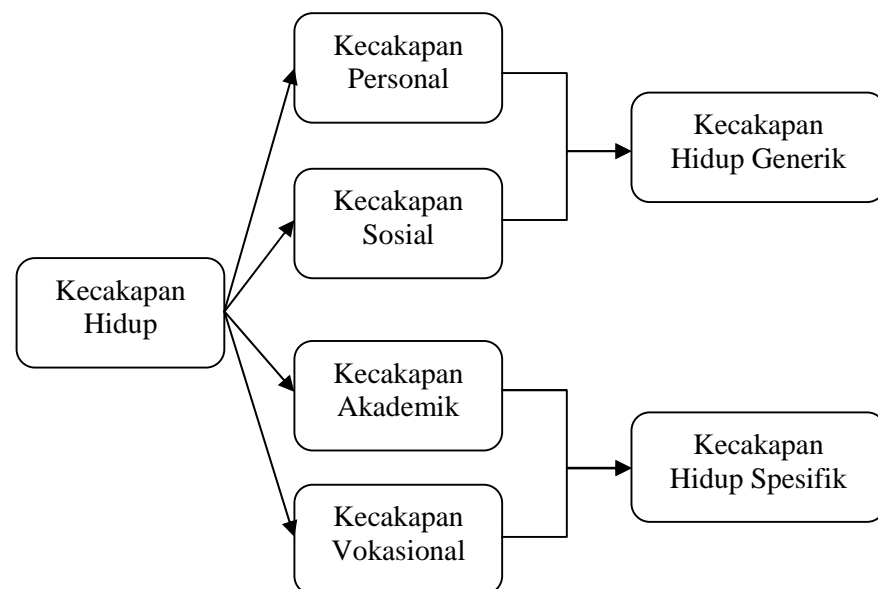 Kecakapan
Personal
Kecakapan
Hidup Generik
Kecakapan
Sosial
Kecakapan
Hidup
Kecakapan
Akademik
Kecakapan
Hidup Spesifik
Kecakapan
Vokasional